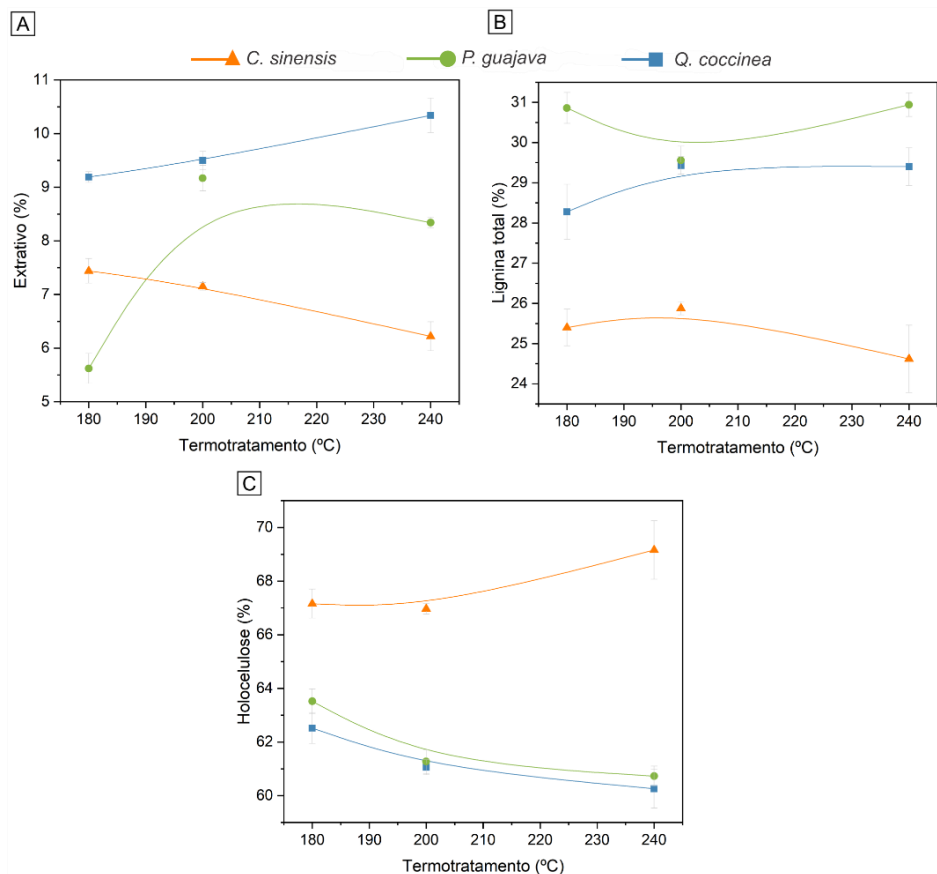 A
B
C. sinensis P. guajava Q. coccinea
11
10
9
8
7
6
5
Extrativo (%)
180 190 200 210 220 230 240
Termotratamento (ºC)
31
30
29
28
27
26
25
24
Lignina total (%)
180 190 200 210 220 230 240
Termotratamento (ºC)
C
70
68
66
64
62
60
Holocelulose (%)
180 190 200 210 220 230 240
Termotratamento (ºC)